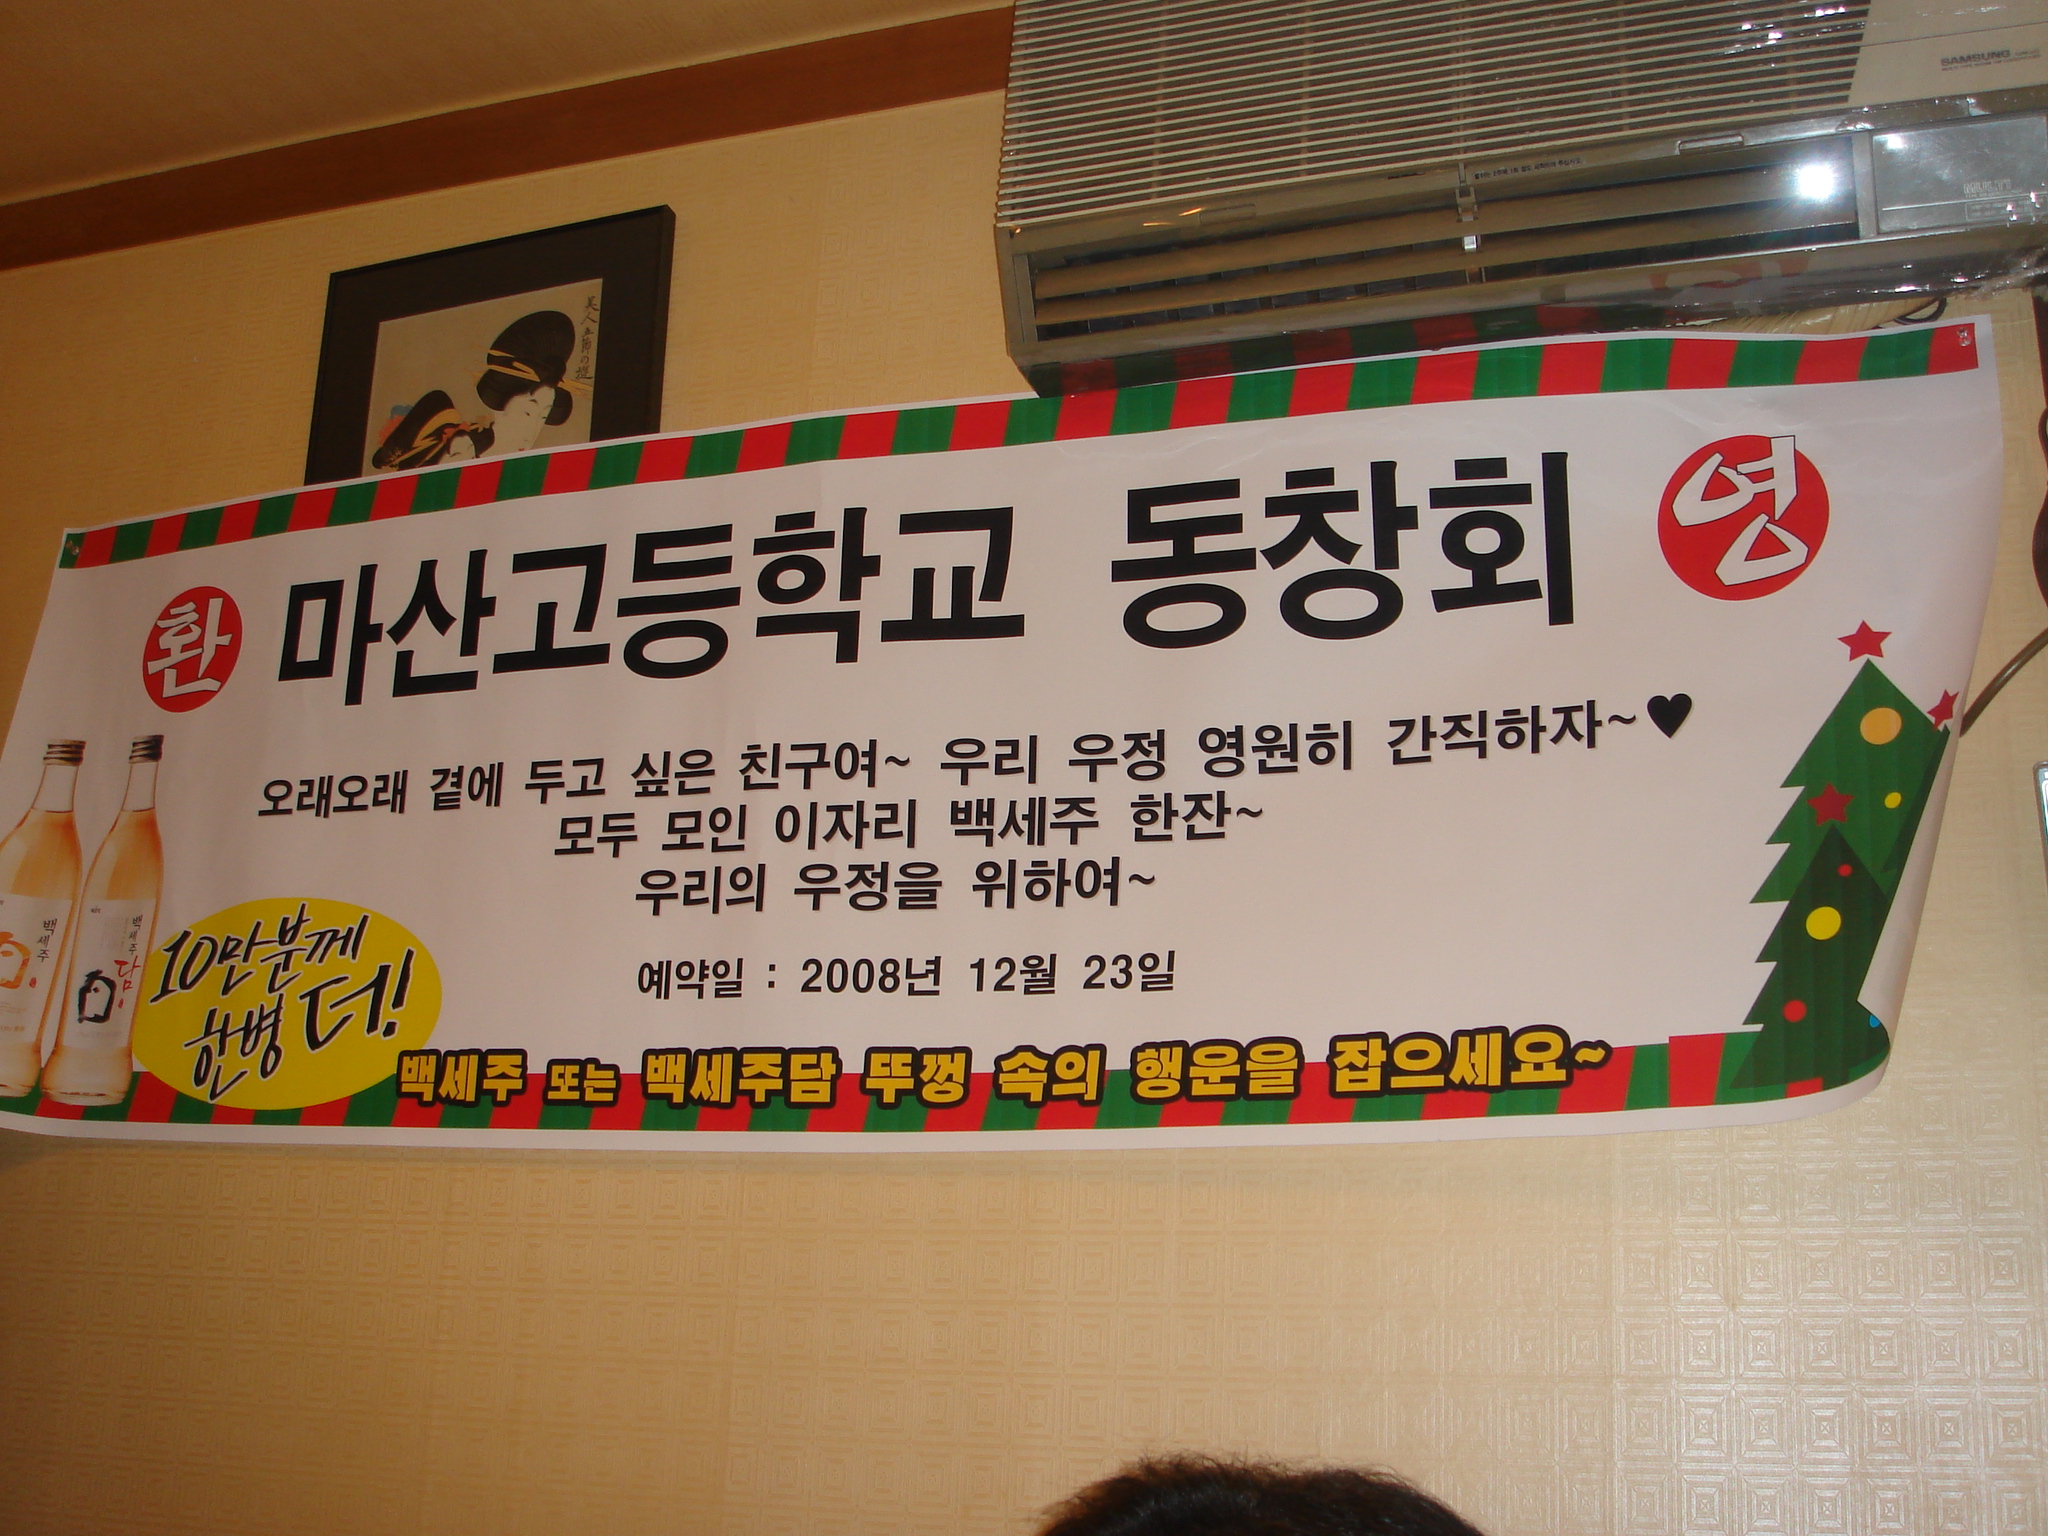 SAMSUNG
美人
환 마산고등학교 동창회 영
오래오래 곁에 두고 싶은 친구여~ 우리 우정 영원히 간직하자~♥
모두 모인 이자리 백세주 한잔~
우리의 우정을 위하여~
예약일 : 2008년 12월 23일
백세주
백세주담
10만분께
한병 더!
백세주 또는 백세주담 뚜껑 속의 행운을 잡으세요~